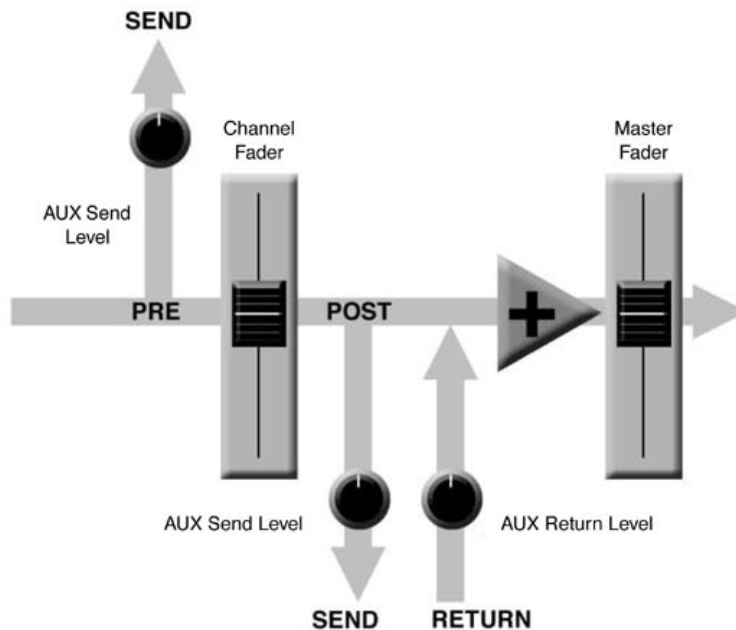 SEND
Channel
Fader
Master
Fader
AUX Send
Level
PRE
POST
AUX Send Level
AUX Return Level
SEND
RETURN